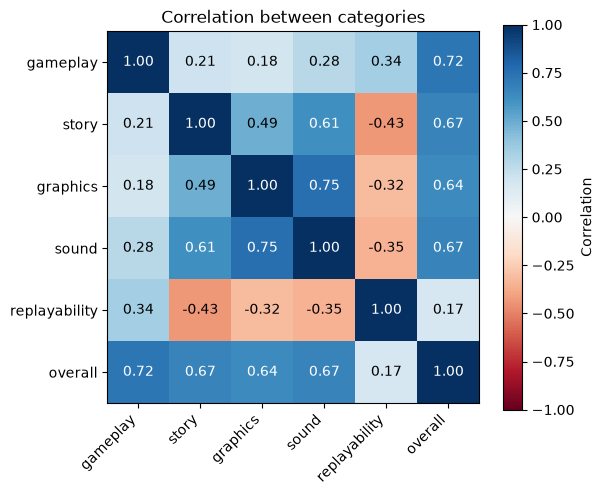 Correlation between categories
gameplay 1.00 0.21 0.18 0.28 0.34 0.72
story 0.21 1.00 0.49 0.61 -0.43 0.67
graphics 0.18 0.49 1.00 0.75 -0.32 0.64
sound 0.28 0.61 0.75 1.00 -0.35 0.67
replayability 0.34 -0.43 -0.32 -0.35 1.00 0.17
overall 0.72 0.67 0.64 0.67 0.17 1.00
gameplay story graphics sound replayability overall
1.00
0.75
0.50
0.25
0.00
−0.25
−0.50
−0.75
−1.00
Correlation